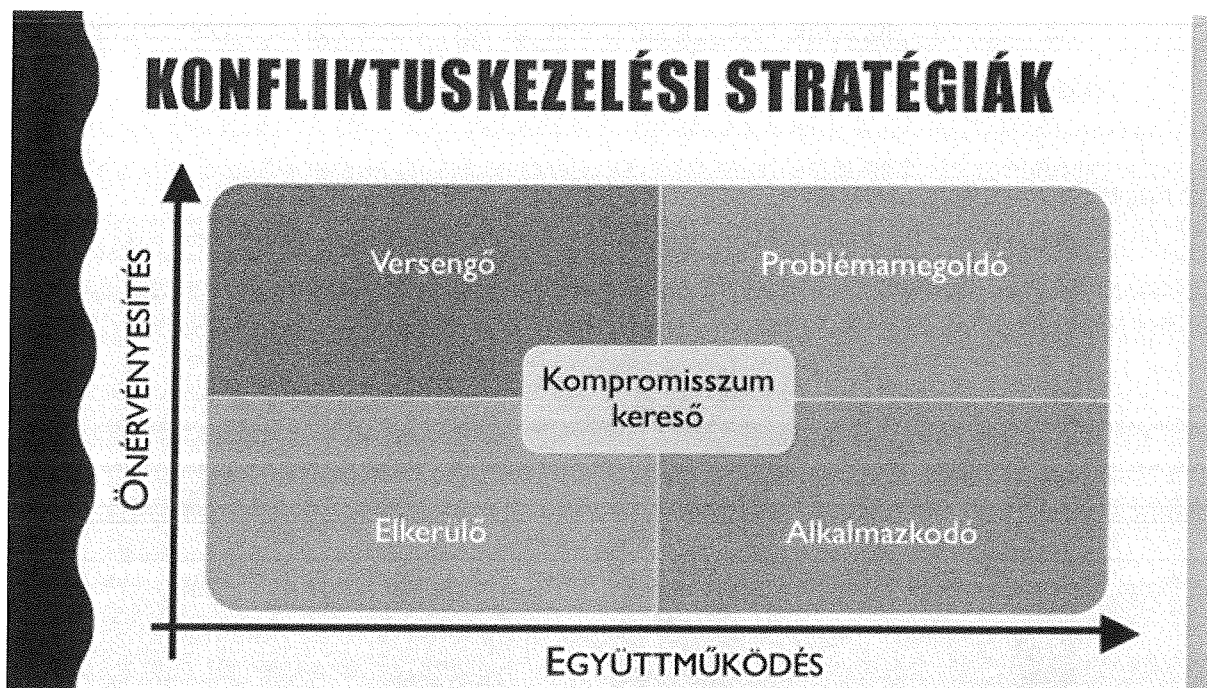 KONFLIKTUSKEZELÉSI STRATÉGIÁK
ÖNÉRVÉNYESÍTÉS
Versengő
Problémamegoldó
Kompromisszum
kereső
Elkerülő
Alkalmazkodó
EGYÜTTMŰKÖDÉS